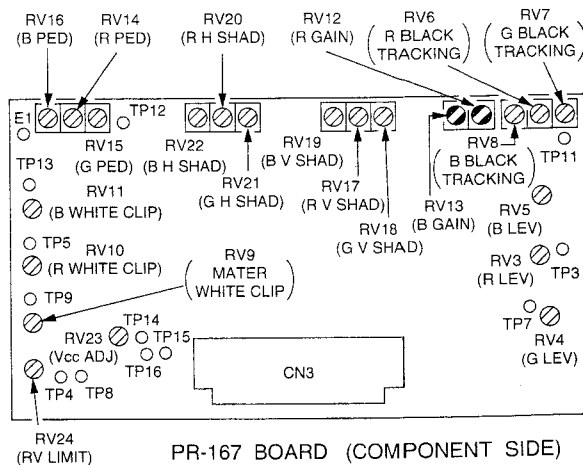 RV16
(B PED)
RV14
(R PED)
RV20
(R H SHAD)
RV12
(R GAIN)
RV6
(R BLACK
TRACKING)
RV7
(G BLACK
TRACKING)
E1
TP12
RV15
(G PED)
RV22
(B H SHAD)
RV21
(G H SHAD)
RV19
(B V SHAD)
RV17
(R V SHAD)
RV18
(G V SHAD)
RV13
(B GAIN)
RV8
(B BLACK
TRACKING)
TP11
TP13
RV11
(B WHITE CLIP)
RV5
(B LEV)
TP5
RV10
(R WHITE CLIP)
RV9
(MATER
WHITE CLIP)
RV3
(R LEV)
TP3
TP9
RV23
(Vcc ADJ)
TP14
TP15
TP16
TP7
RV4
(G LEV)
CN3
TP4
TP8
RV24
(RV LIMIT)
PR-167 BOARD (COMPONENT SIDE)